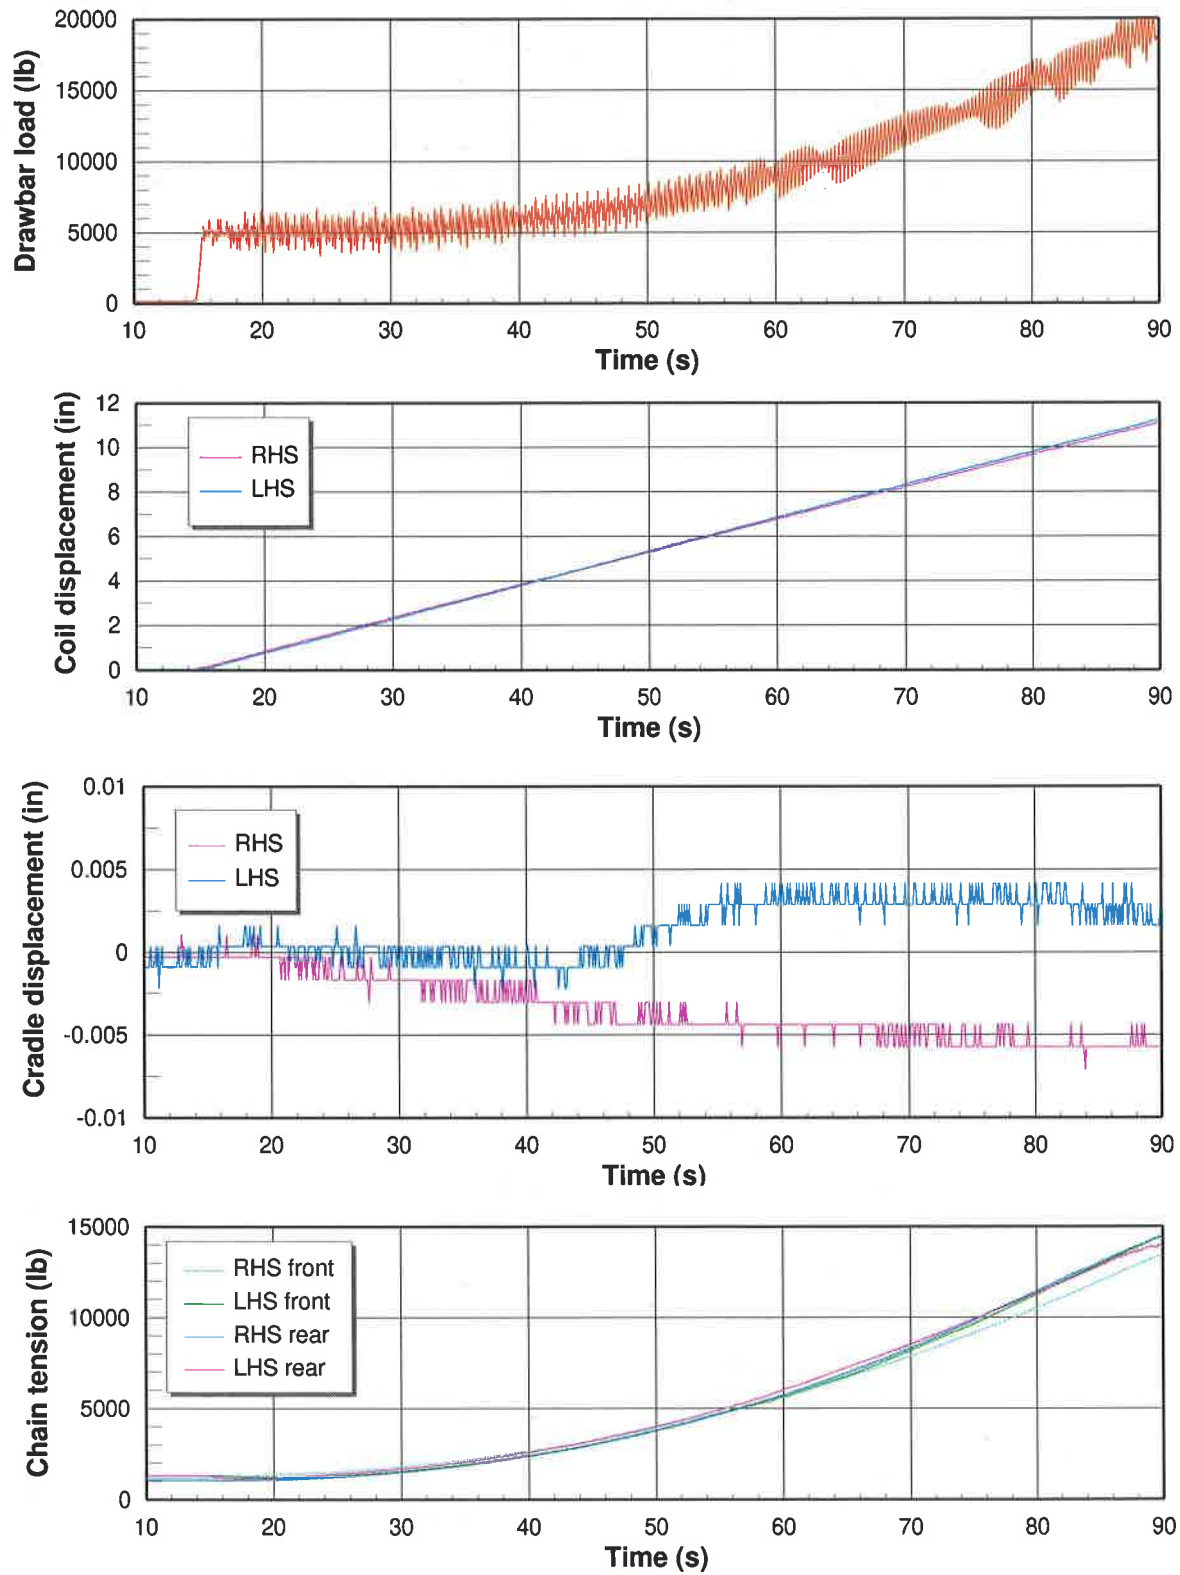 Drawbar load (lb)
20000
15000
10000
5000
0
10 20 30 40 50 60 70 80 90
Time (s)
Coil displacement (in)
12
10
8
6
4
2
0
RHS
LHS
10 20 30 40 50 60 70 80 90
Time (s)
Cradle displacement (in)
0.01
0.005
0
-0.005
-0.01
RHS
LHS
10 20 30 40 50 60 70 80 90
Time (s)
Chain tension (lb)
15000
10000
5000
0
RHS front
LHS front
RHS rear
LHS rear
10 20 30 40 50 60 70 80 90
Time (s)